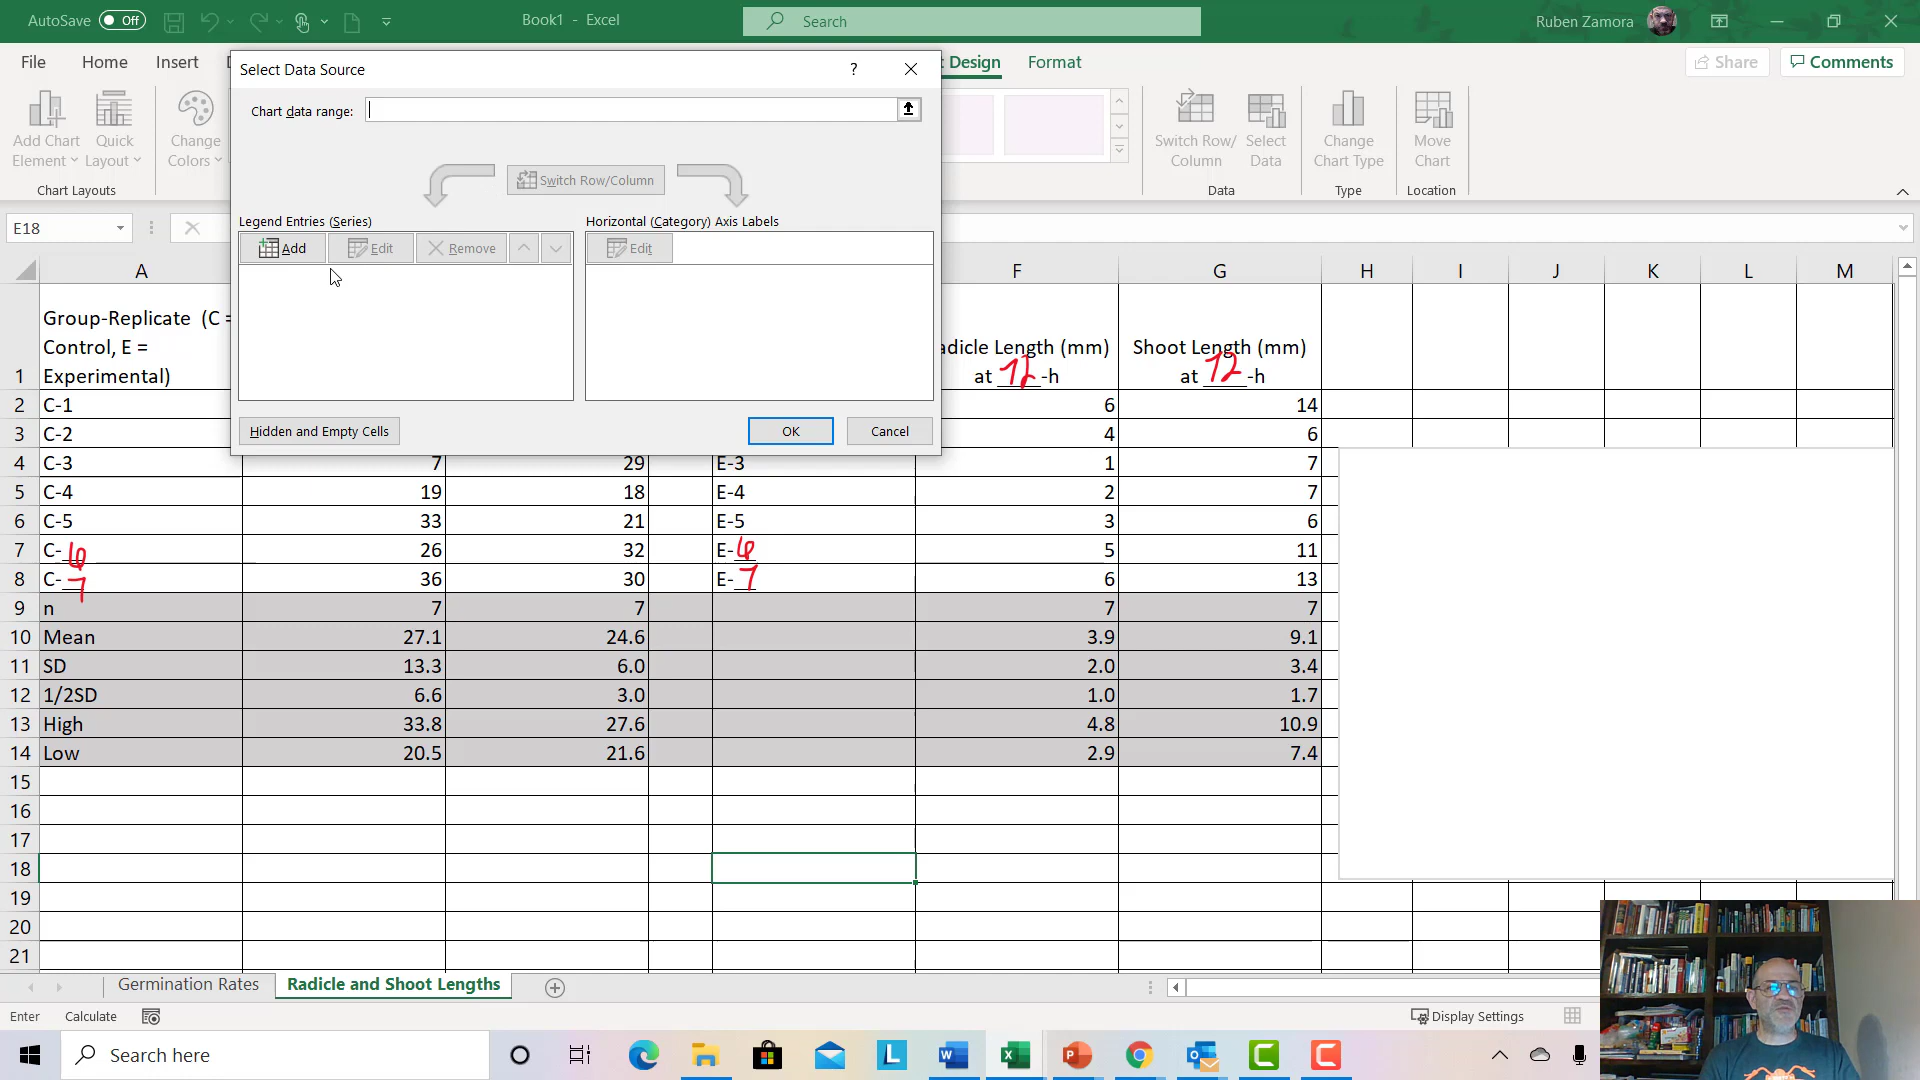 AutoSave Off Book1 - Excel Search Ruben Zamora
File Home Insert Design Format Share Comments
Select Data Source ?
Chart data range:
Switch Row/Column
Legend Entries (Series) Horizontal (Category) Axis Labels
Add Edit Remove Edit
Hidden and Empty Cells OK Cancel
Add Chart Element Quick Layout Change Colors Switch Row/ Column Select Data Change Chart Type Move Chart
Chart Layouts Data Type Location
E18
A F G H I J K L M
1 Group-Replicate (C = Control, E = Experimental) adicle Length (mm) at 12-h Shoot Length (mm) at 12-h
2 C-1 6 14
3 C-2 4 6
4 C-3 7 29 E-3 1 7
5 C-4 19 18 E-4 2 7
6 C-5 33 21 E-5 3 6
7 C-6 26 32 E-6 5 11
8 C-7 36 30 E-7 6 13
9 n 7 7 7 7
10 Mean 27.1 24.6 3.9 9.1
11 SD 13.3 6.0 2.0 3.4
12 1/2SD 6.6 3.0 1.0 1.7
13 High 33.8 27.6 4.8 10.9
14 Low 20.5 21.6 2.9 7.4
15
16
17
18
19
20
21
Germination Rates Radicle and Shoot Lengths
Enter Calculate Display Settings
Search here